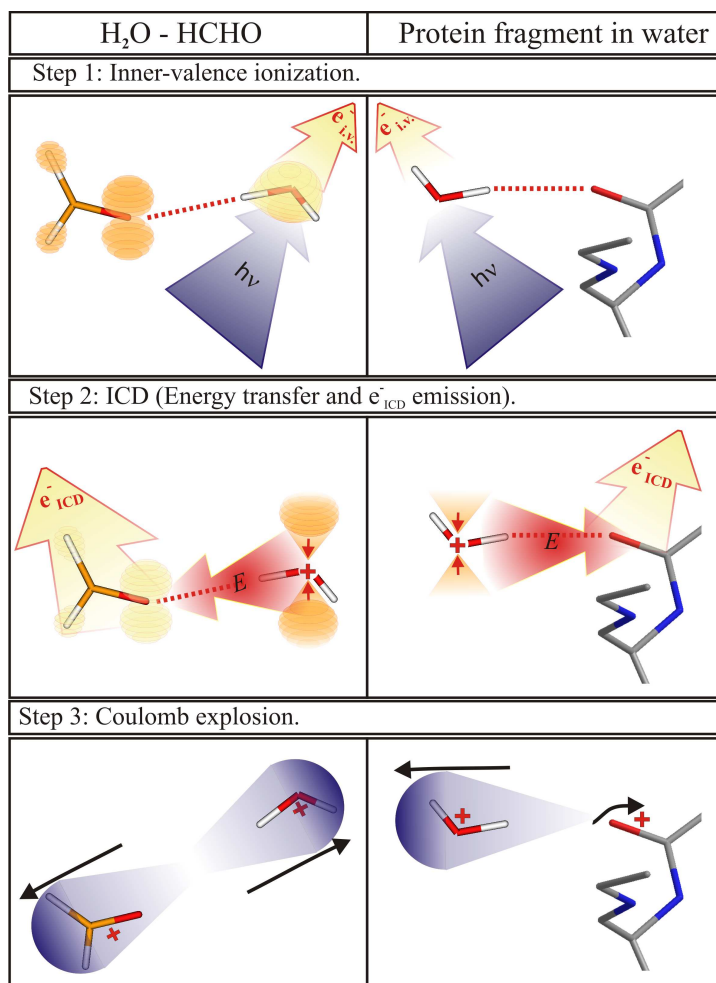 H₂O - HCHO
Protein fragment in water
Step 1: Inner-valence ionization.
e⁻i.v.
e⁻i.v.
hν
hν
Step 2: ICD (Energy transfer and e⁻ICD emission).
e⁻ICD
e⁻ICD
E
+
+
E
Step 3: Coulomb explosion.
+
+
+
+